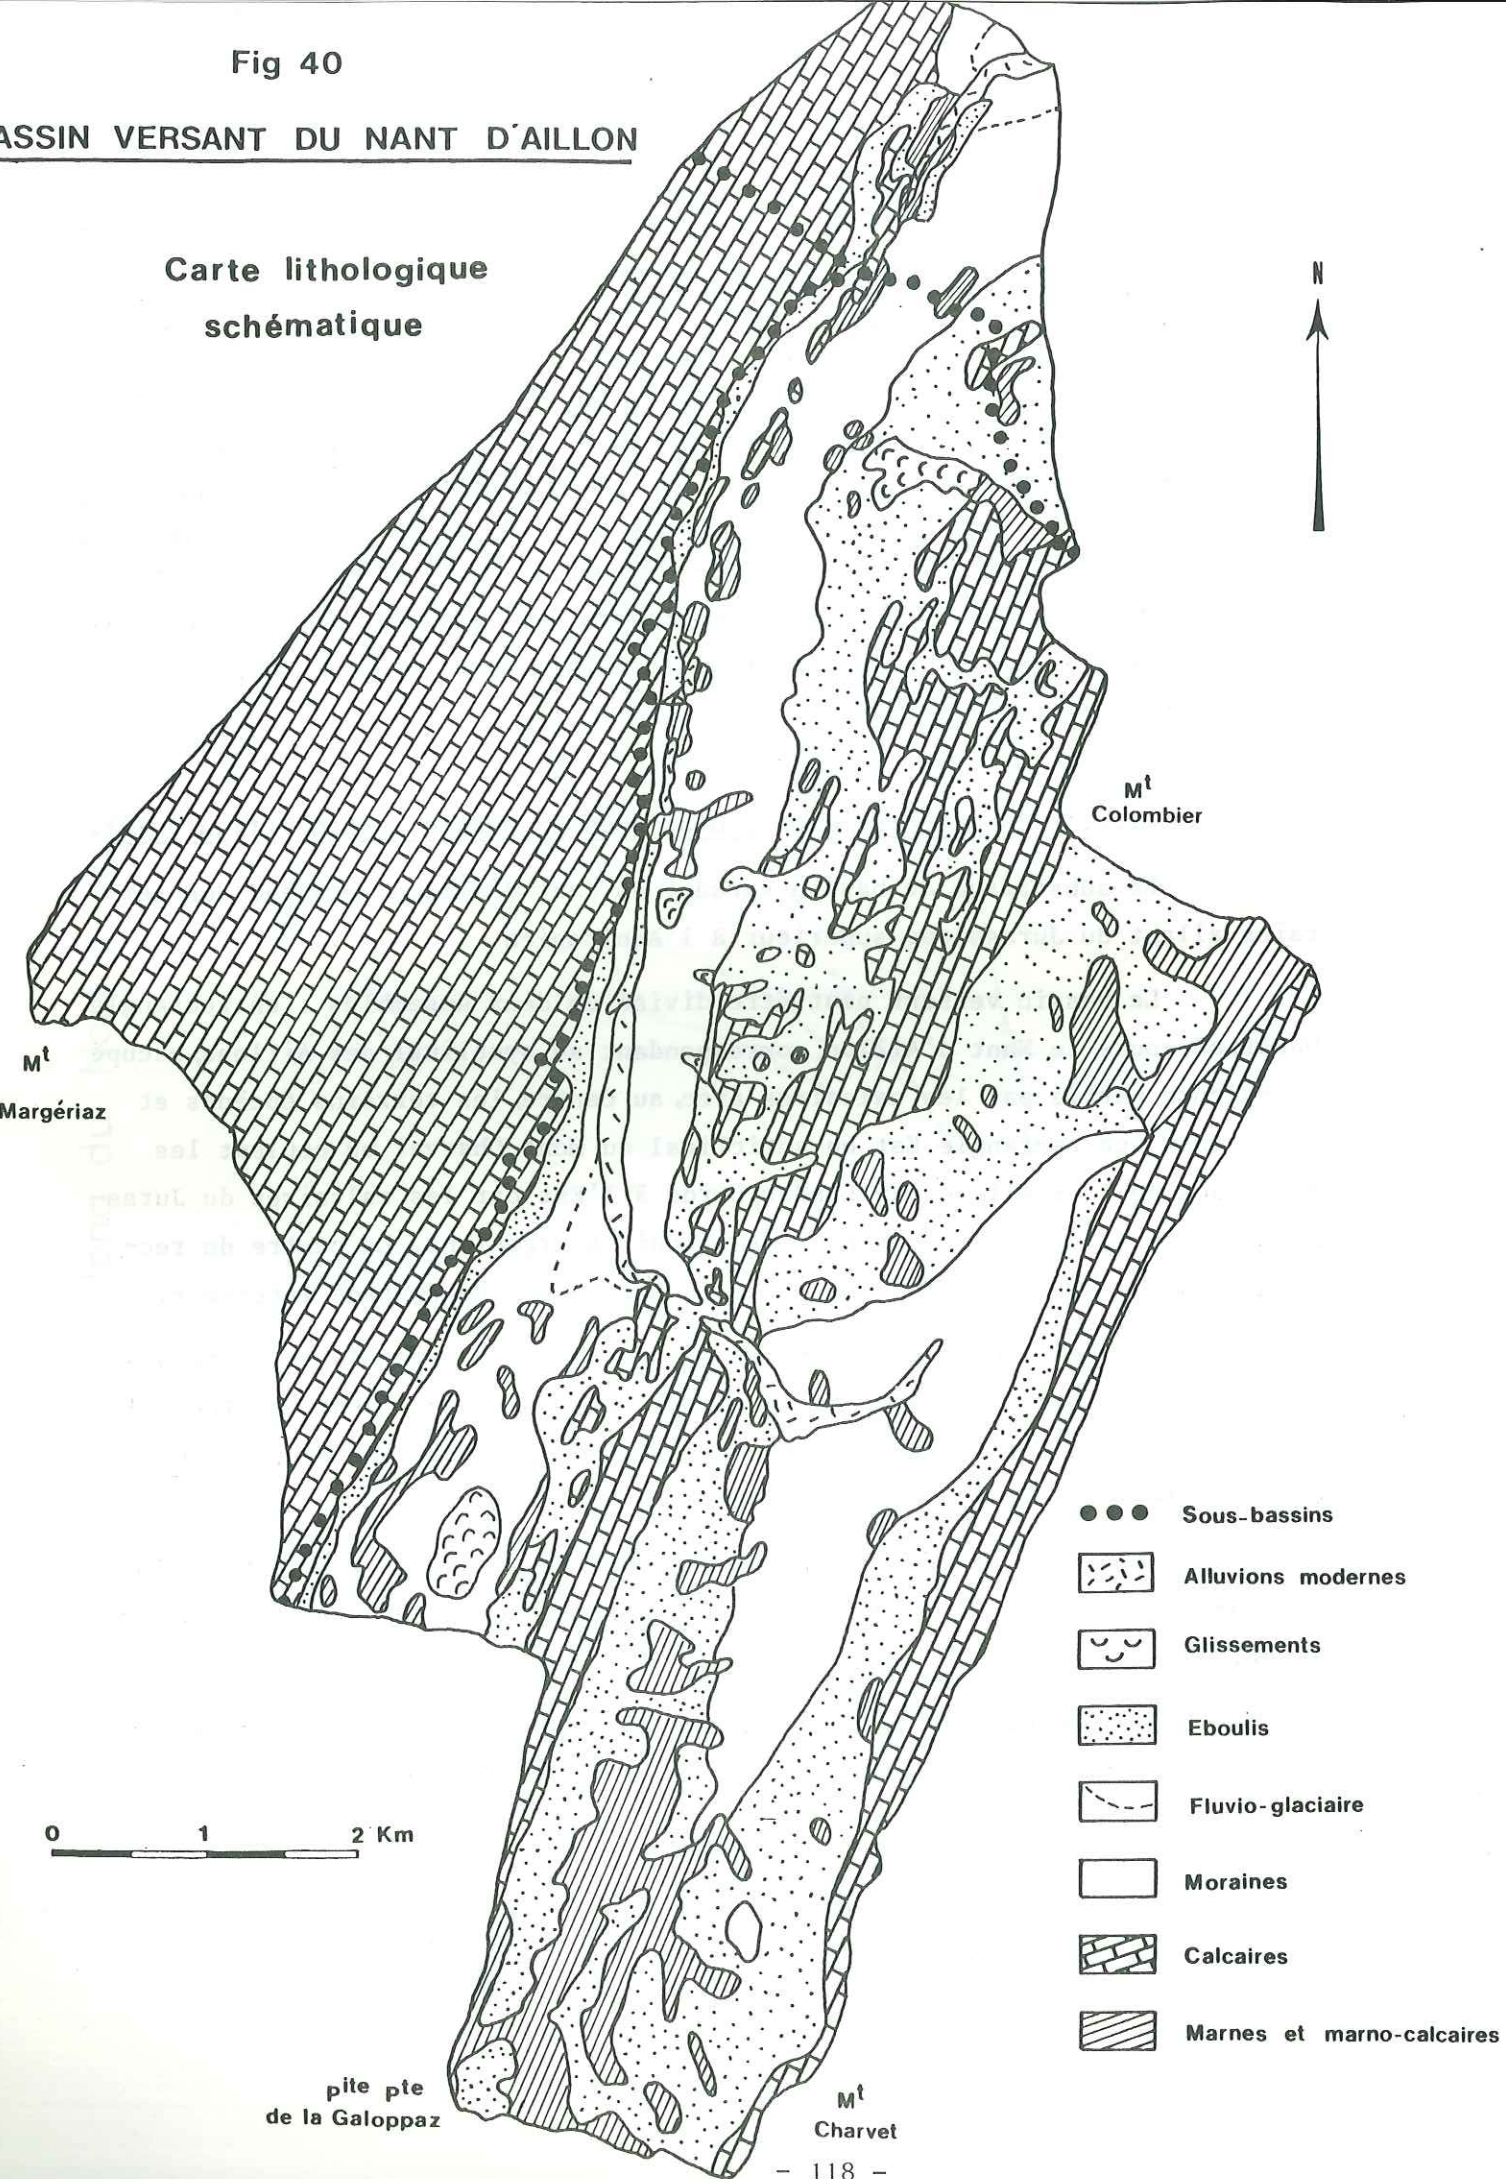 Fig 40
ASSIN VERSANT DU NANT D'AILLON
Carte lithologique
schématique
N
Mt
Colombier
Mt
Margériaz
Sous-bassins
Alluvions modernes
Glissements
Eboulis
Fluvio-glaciaire
Moraines
Calcaires
Marnes et marno-calcaires
0 1 2 Km
pite pte
de la Galoppaz
Mt
Charvet
- 118 -